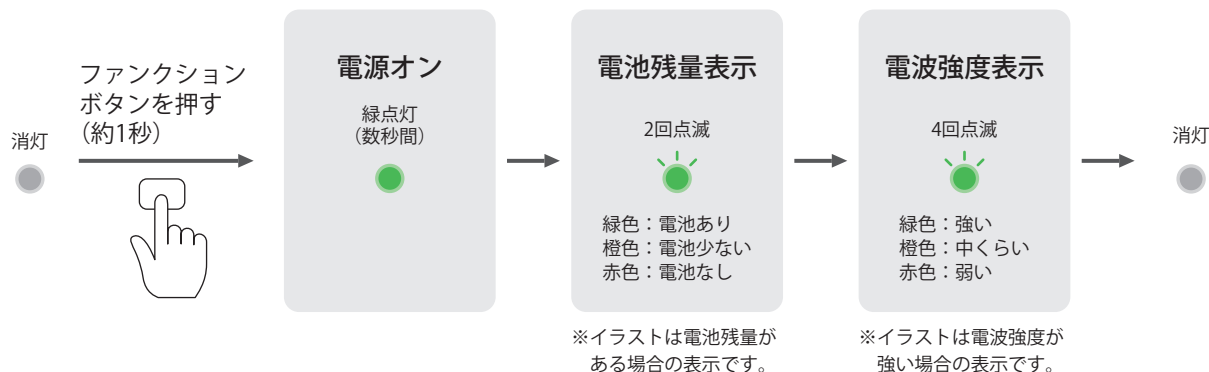 消灯
ファンクション
ボタンを押す
（約1秒）
電源オン
緑点灯
（数秒間）
電池残量表示
2回点滅
緑色：電池あり
橙色：電池少ない
赤色：電池なし
※イラストは電池残量が
ある場合の表示です。
電波強度表示
4回点滅
緑色：強い
橙色：中くらい
赤色：弱い
※イラストは電波強度が
強い場合の表示です。
消灯